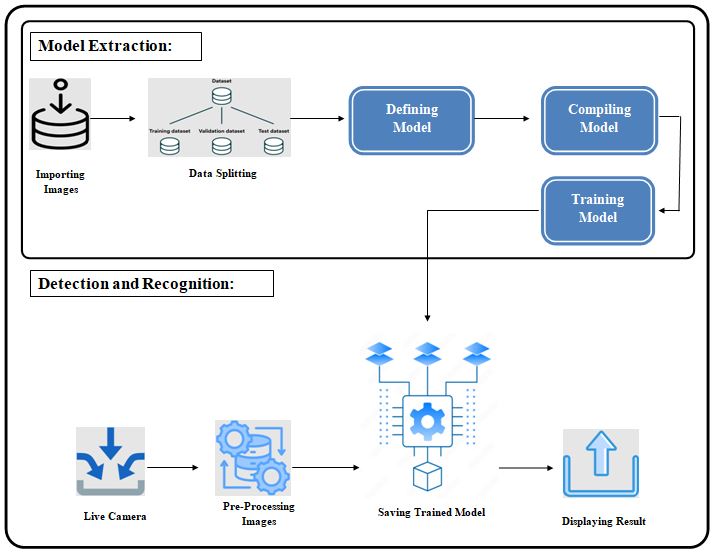 Model Extraction:
Dataset
Training dataset
Validation dataset
Test dataset
Importing
Images
Data Splitting
Defining
Model
Compiling
Model
Training
Model
Detection and Recognition:
Live Camera
Pre-Processing
Images
Saving Trained Model
Displaying Result